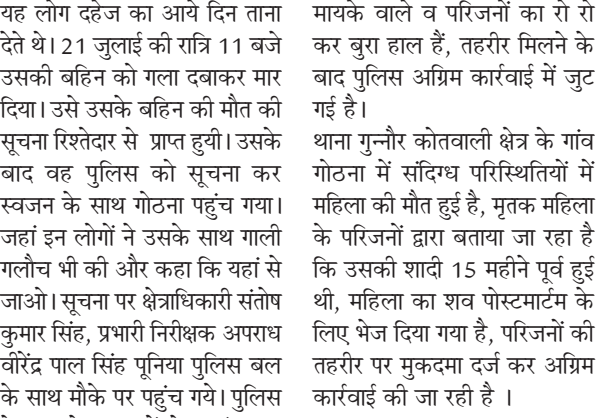 यह लोग दहेज का आये दिन ताना
देते थे। 21 जुलाई की रात्रि 11 बजे
उसकी बहिन को गला दबाकर मार
दिया। उसे उसके बहिन की मौत की
सूचना रिश्तेदार से प्राप्त हुयी। उसके
बाद वह पुलिस को सूचना कर
स्वजन के साथ गोठना पहुंच गया।
जहां इन लोगों ने उसके साथ गाली
गलौच भी की और कहा कि यहां से
जाओ। सूचना पर क्षेत्राधिकारी संतोष
कुमार सिंह, प्रभारी निरीक्षक अपराध
वीरेंद्र पाल सिंह पूनिया पुलिस बल
के साथ मौके पर पहुंच गये। पुलिस
मायके वाले व परिजनों का रो रो
कर बुरा हाल हैं, तहरीर मिलने के
बाद पुलिस अग्रिम कार्रवाई में जुट
गई है।
थाना गुन्नौर कोतवाली क्षेत्र के गांव
गोठना में संदिग्ध परिस्थितियों में
महिला की मौत हुई है, मृतक महिला
के परिजनों द्वारा बताया जा रहा है
कि उसकी शादी 15 महीने पूर्व हुई
थी, महिला का शव पोस्टमार्टम के
लिए भेज दिया गया है, परिजनों की
तहरीर पर मुकदमा दर्ज कर अग्रिम
कार्रवाई की जा रही है ।